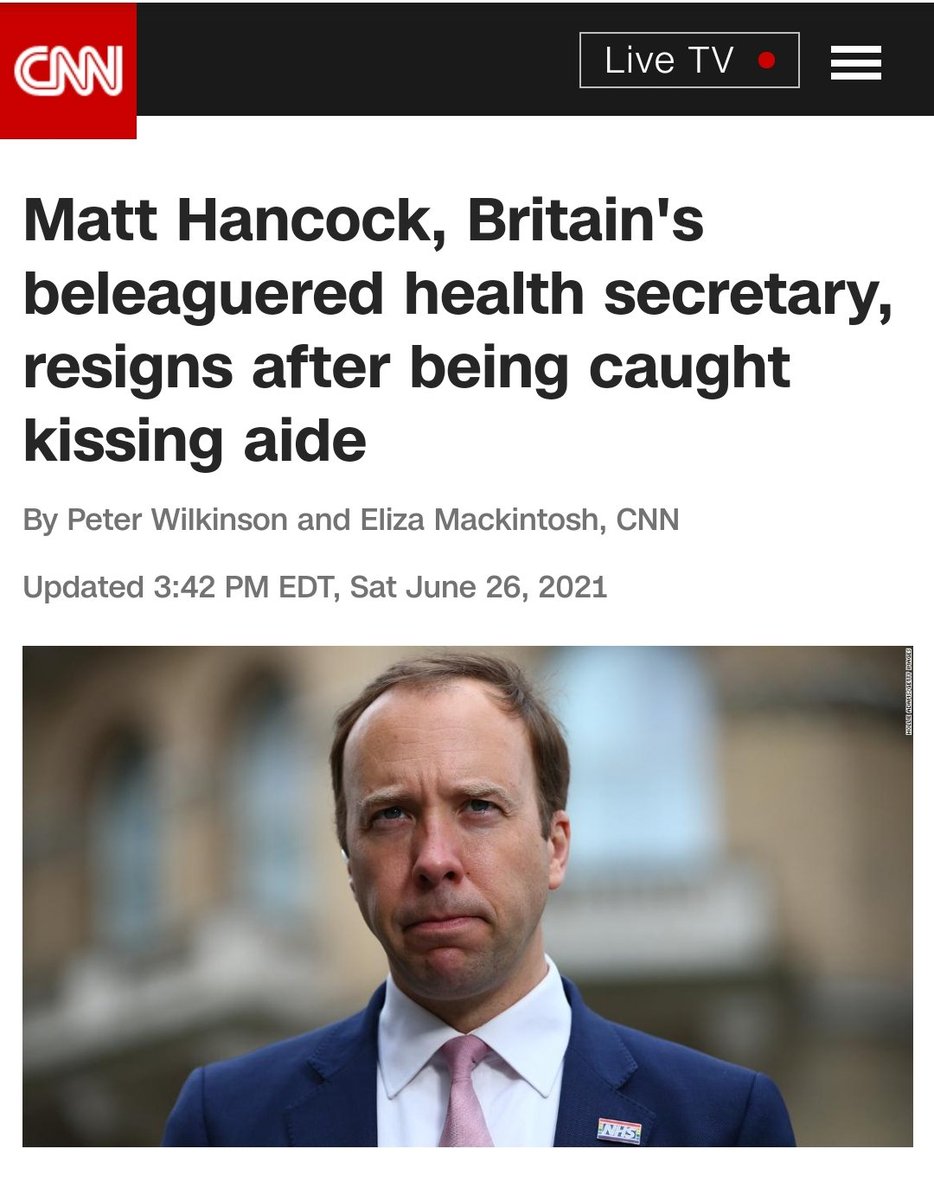 CNN
Live TV
Matt Hancock, Britain's
beleaguered health secretary,
resigns after being caught
kissing aide
By Peter Wilkinson and Eliza Mackintosh, CNN
Updated 3:42 PM EDT, Sat June 26, 2021
HOLLIE ADAMS/GETTY IMAGES
NHS